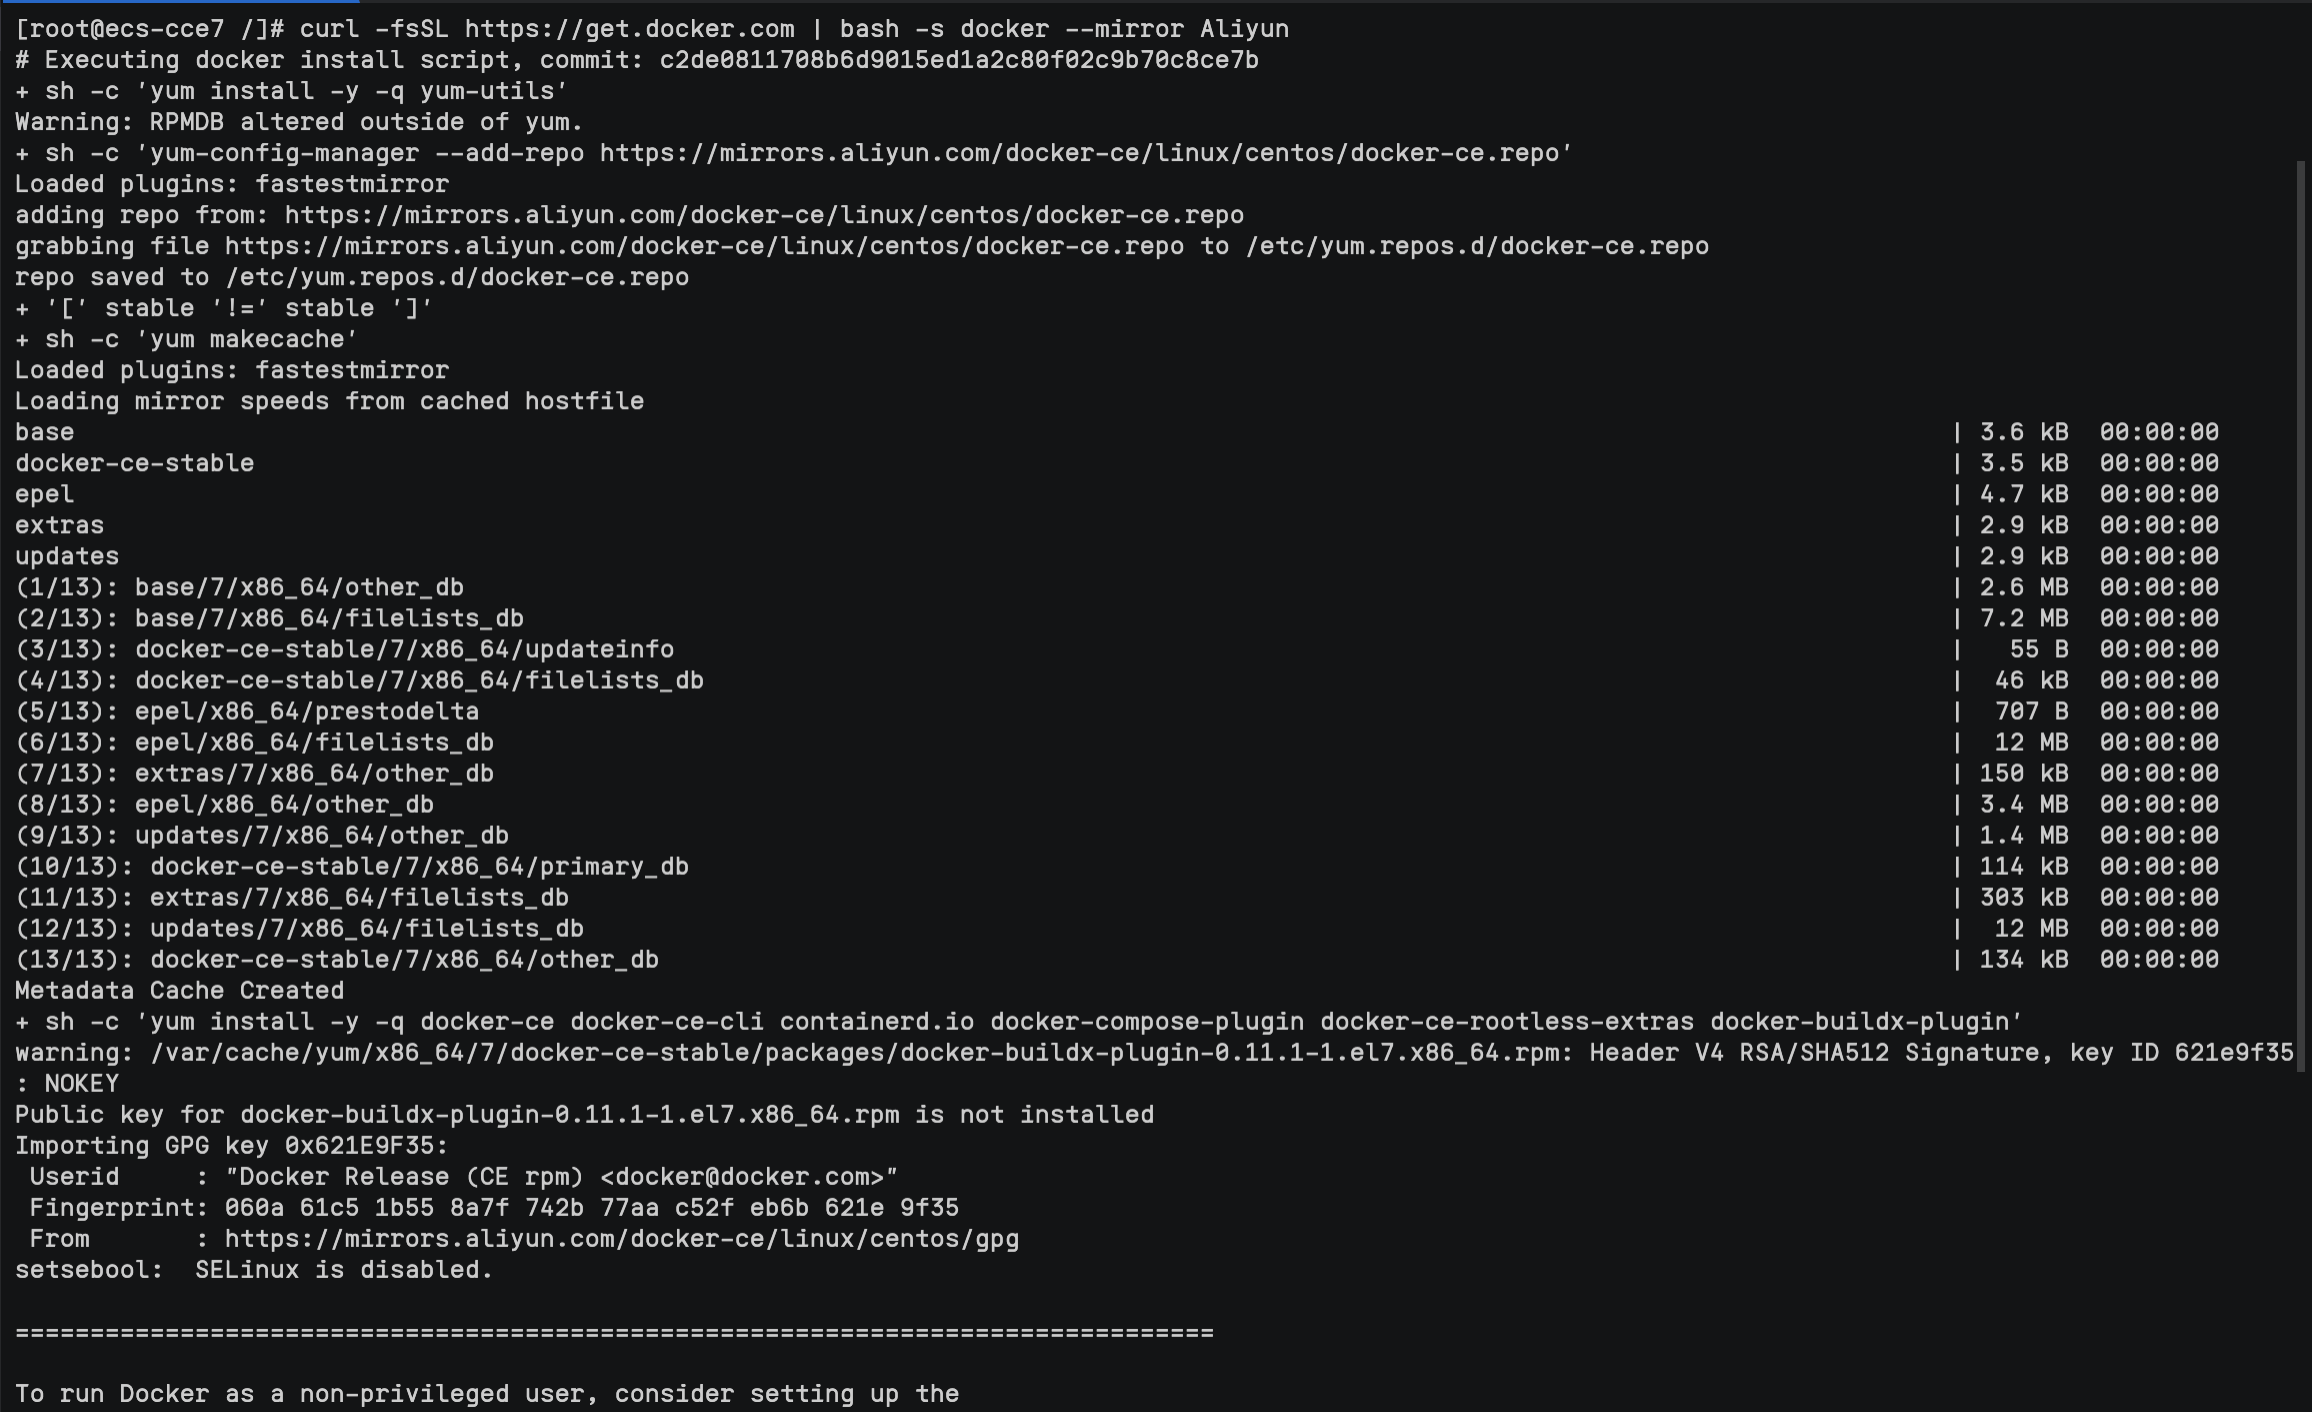 [root@ecs-cce7 /]# curl -fsSL https://get.docker.com | bash -s docker --mirror Aliyun
# Executing docker install script, commit: c2de0811708b6d9015ed1a2c80f02c9b70c8ce7b
+ sh -c 'yum install -y -q yum-utils'
Warning: RPMDB altered outside of yum.
+ sh -c 'yum-config-manager --add-repo https://mirrors.aliyun.com/docker-ce/linux/centos/docker-ce.repo'
Loaded plugins: fastestmirror
adding repo from: https://mirrors.aliyun.com/docker-ce/linux/centos/docker-ce.repo
grabbing file https://mirrors.aliyun.com/docker-ce/linux/centos/docker-ce.repo to /etc/yum.repos.d/docker-ce.repo
repo saved to /etc/yum.repos.d/docker-ce.repo
+ '[' stable '!=' stable ']'
+ sh -c 'yum makecache'
Loaded plugins: fastestmirror
Loading mirror speeds from cached hostfile
base | 3.6 kB 00:00:00
docker-ce-stable | 3.5 kB 00:00:00
epel | 4.7 kB 00:00:00
extras | 2.9 kB 00:00:00
updates | 2.9 kB 00:00:00
(1/13): base/7/x86_64/other_db | 2.6 MB 00:00:00
(2/13): base/7/x86_64/filelists_db | 7.2 MB 00:00:00
(3/13): docker-ce-stable/7/x86_64/updateinfo | 55 B 00:00:00
(4/13): docker-ce-stable/7/x86_64/filelists_db | 46 kB 00:00:00
(5/13): epel/x86_64/prestodelta | 707 B 00:00:00
(6/13): epel/x86_64/filelists_db | 12 MB 00:00:00
(7/13): extras/7/x86_64/other_db | 150 kB 00:00:00
(8/13): epel/x86_64/other_db | 3.4 MB 00:00:00
(9/13): updates/7/x86_64/other_db | 1.4 MB 00:00:00
(10/13): docker-ce-stable/7/x86_64/primary_db | 114 kB 00:00:00
(11/13): extras/7/x86_64/filelists_db | 303 kB 00:00:00
(12/13): updates/7/x86_64/filelists_db | 12 MB 00:00:00
(13/13): docker-ce-stable/7/x86_64/other_db | 134 kB 00:00:00
Metadata Cache Created
+ sh -c 'yum install -y -q docker-ce docker-ce-cli containerd.io docker-compose-plugin docker-ce-rootless-extras docker-buildx-plugin'
warning: /var/cache/yum/x86_64/7/docker-ce-stable/packages/docker-buildx-plugin-0.11.1-1.el7.x86_64.rpm: Header V4 RSA/SHA512 Signature, key ID 621e9f35
: NOKEY
Public key for docker-buildx-plugin-0.11.1-1.el7.x86_64.rpm is not installed
Importing GPG key 0x621E9F35:
 Userid     : "Docker Release (CE rpm) <docker@docker.com>"
 Fingerprint: 060a 61c5 1b55 8a7f 742b 77aa c52f eb6b 621e 9f35
 From       : https://mirrors.aliyun.com/docker-ce/linux/centos/gpg
setsebool:  SELinux is disabled.
================================================================================
To run Docker as a non-privileged user, consider setting up the